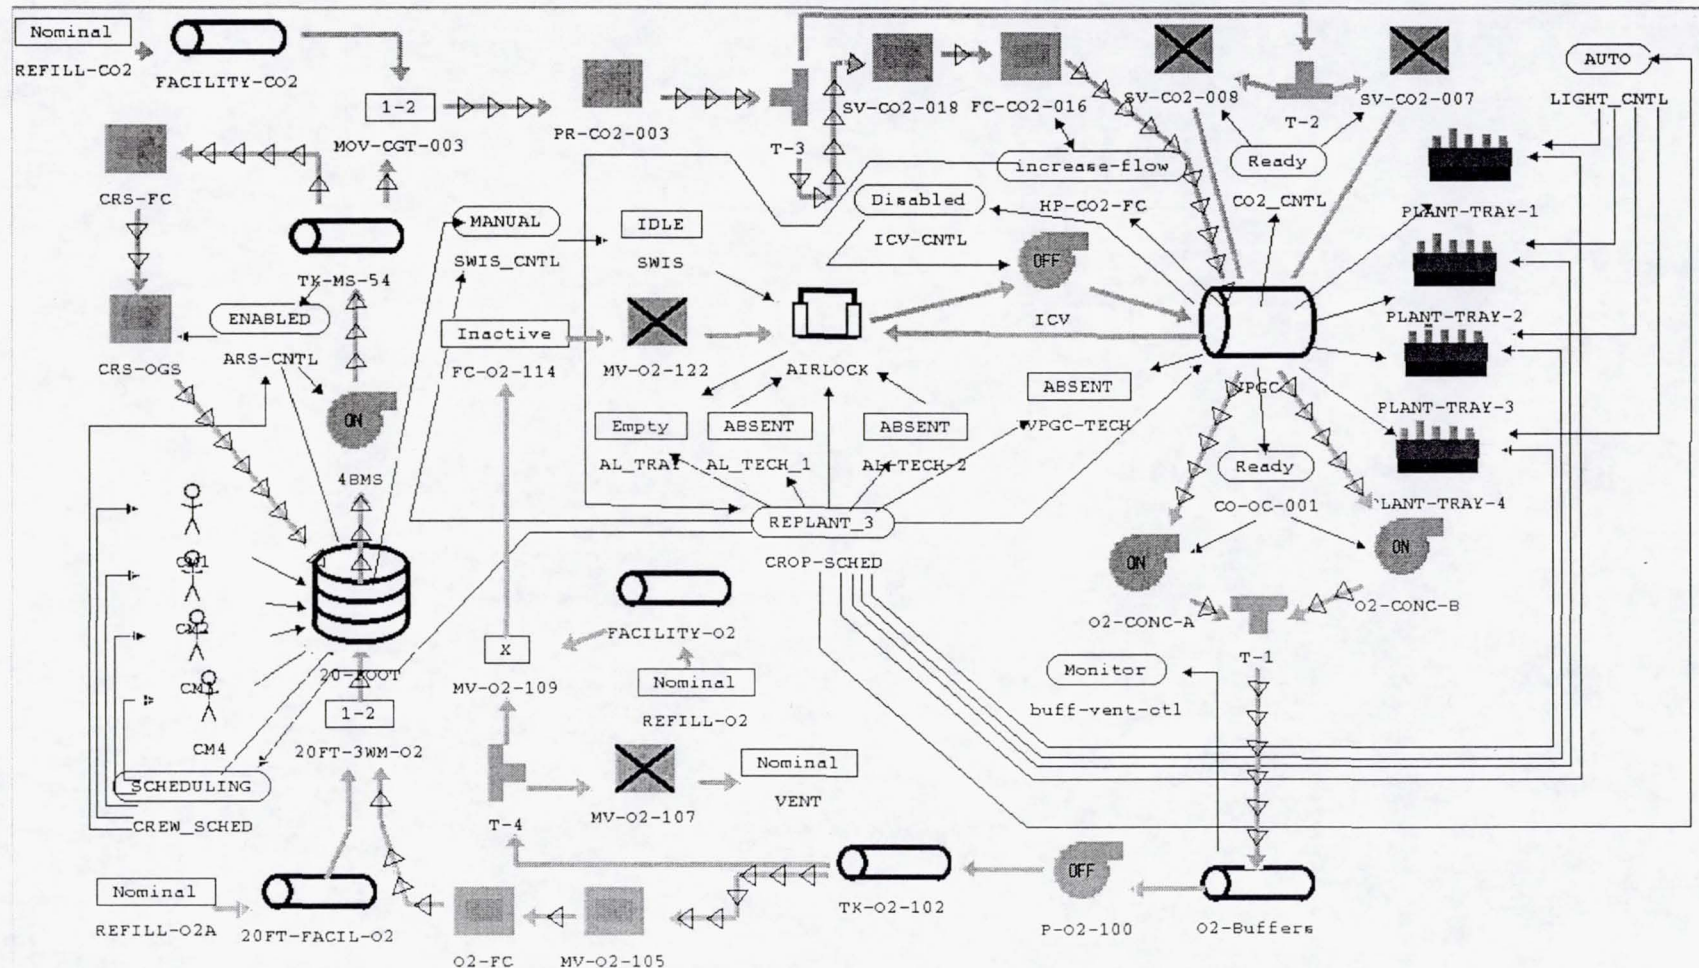 Nominal
REFILL-CO2
FACILITY-CO2
1-2
MOV-CGT-003
PR-CO2-003
T-3
SV-CO2-018
FC-CO2-016
SV-CO2-008
T-2
SV-CO2-007
AUTO
LIGHT_CNTL
CRS-FC
TK-MS-54
MANUAL
SWIS_CNTL
IDLE
SWIS
increase-flow
HP-CO2-FC
Disabled
ICV-CNTL
Ready
CO2_CNTL
PLANT-TRAY-1
PLANT-TRAY-2
PLANT-TRAY-3
CRS-OGS
ENABLED
ARS-CNTL
ON
4BMS
Inactive
FC-O2-114
MV-O2-122
AIRLOCK
OFF
ICV
VPGC
ABSENT
VPGC-TECH
Empty
ABSENT
AL_TECH_1
ABSENT
AL-TECH-2
Ready
CO-OC-001
ON
O2-CONC-A
ON
O2-CONC-B
T-1
REPLANT_3
CROP-SCHED
FACILITY-O2
Nominal
REFILL-O2
X
MV-O2-109
CM4
SCHEDULING
CREW_SCHED
1-2
20FT-3WM-O2
T-4
MV-O2-107
Nominal
VENT
Monitor
buff-vent-ctl
Nominal
REFILL-O2A
20FT-FACIL-O2
O2-FC
MV-O2-105
TK-O2-102
OFF
P-O2-100
O2-Buffers